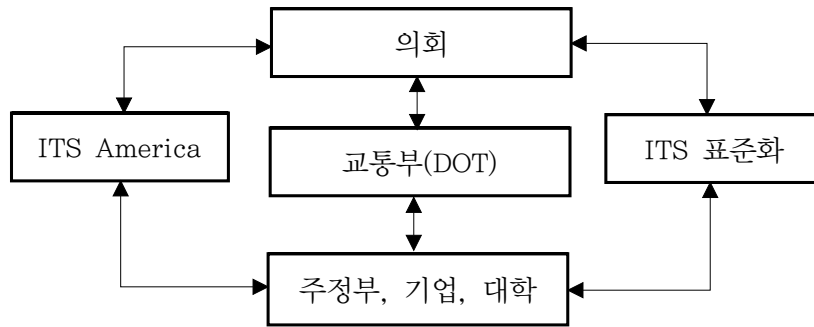 의회
ITS America
교통부(DOT)
ITS 표준화
주정부, 기업, 대학